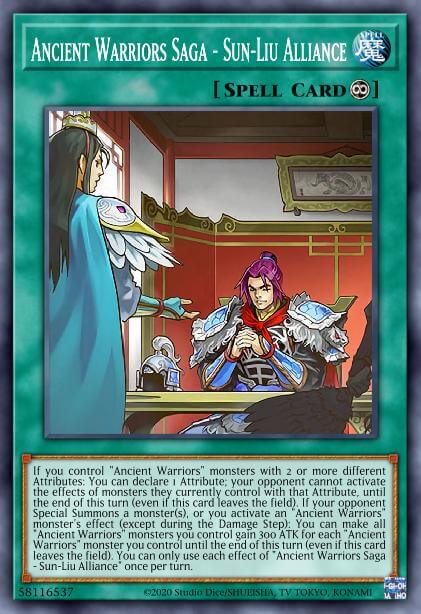 ANCIENT WARRIORS SAGA - SUN-LIU ALLIANCE
SPELL
魔
[SPELL CARD]
If you control "Ancient Warriors" monsters with 2 or more different
Attributes: You can declare 1 Attribute; your opponent cannot activate
the effects of monsters they currently control with that Attribute, until
the end of this turn (even if this card leaves the field). If your opponent
Special Summons a monster(s), or you activate an "Ancient Warriors"
monster's effect (except during the Damage Step): You can make all
"Ancient Warriors" monsters you control gain 300 ATK for each "Ancient
Warriors" monster you control until the end of this turn (even if this card
leaves the field). You can only use each effect of "Ancient Warriors Saga
- Sun-Liu Alliance" once per turn.
58116537
©2020 Studio Dice/SHUEISHA, TV TOKYO, KONAMI